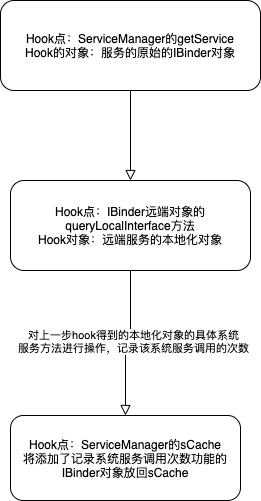 Hook点：ServiceManager的getService
Hook的对象：服务的原始的IBinder对象
Hook点：IBinder远端对象的
queryLocalInterface方法
Hook对象：远端服务的本地化对象
对上一步hook得到的本地化对象的具体系统
服务方法进行操作，记录该系统服务调用的次数
Hook点：ServiceManager的sCache
将添加了记录系统服务调用次数功能的
IBinder对象放回sCache